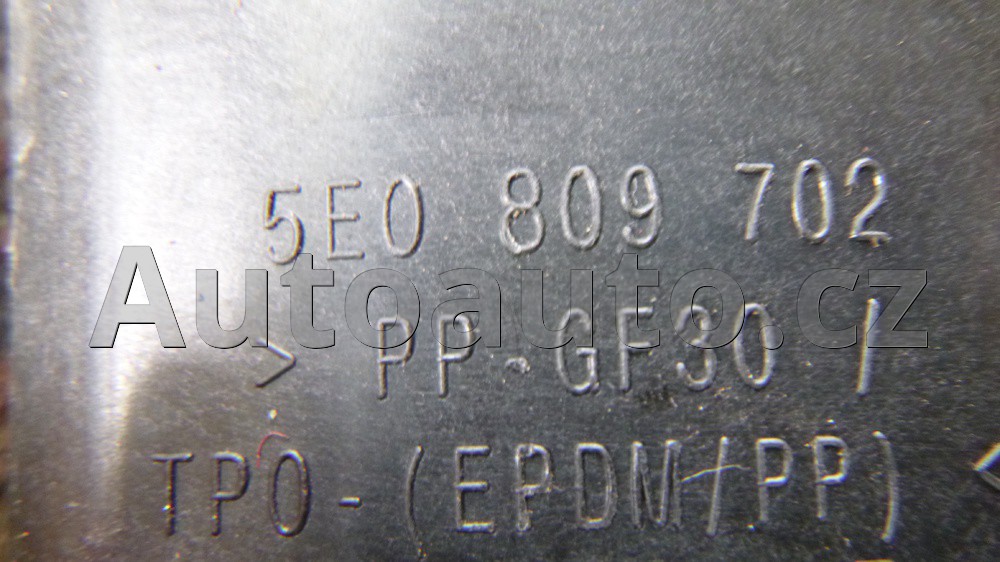 5E0 809 702
Autoauto.cz
> PP-GF30 /
TPO-(EPDM/PP) <